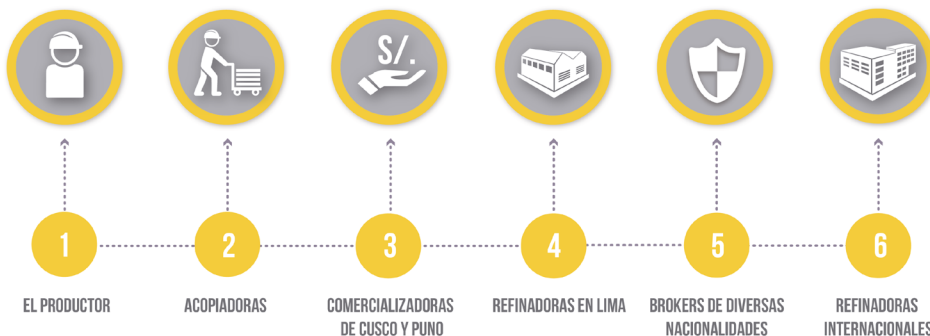 S/.
1
2
3
4
5
6
EL PRODUCTOR
ACOPIADORAS
COMERCIALIZADORAS
DE CUSCO Y PUNO
REFINADORAS EN LIMA
BROKERS DE DIVERSAS
NACIONALIDADES
REFINADORAS
INTERNACIONALES